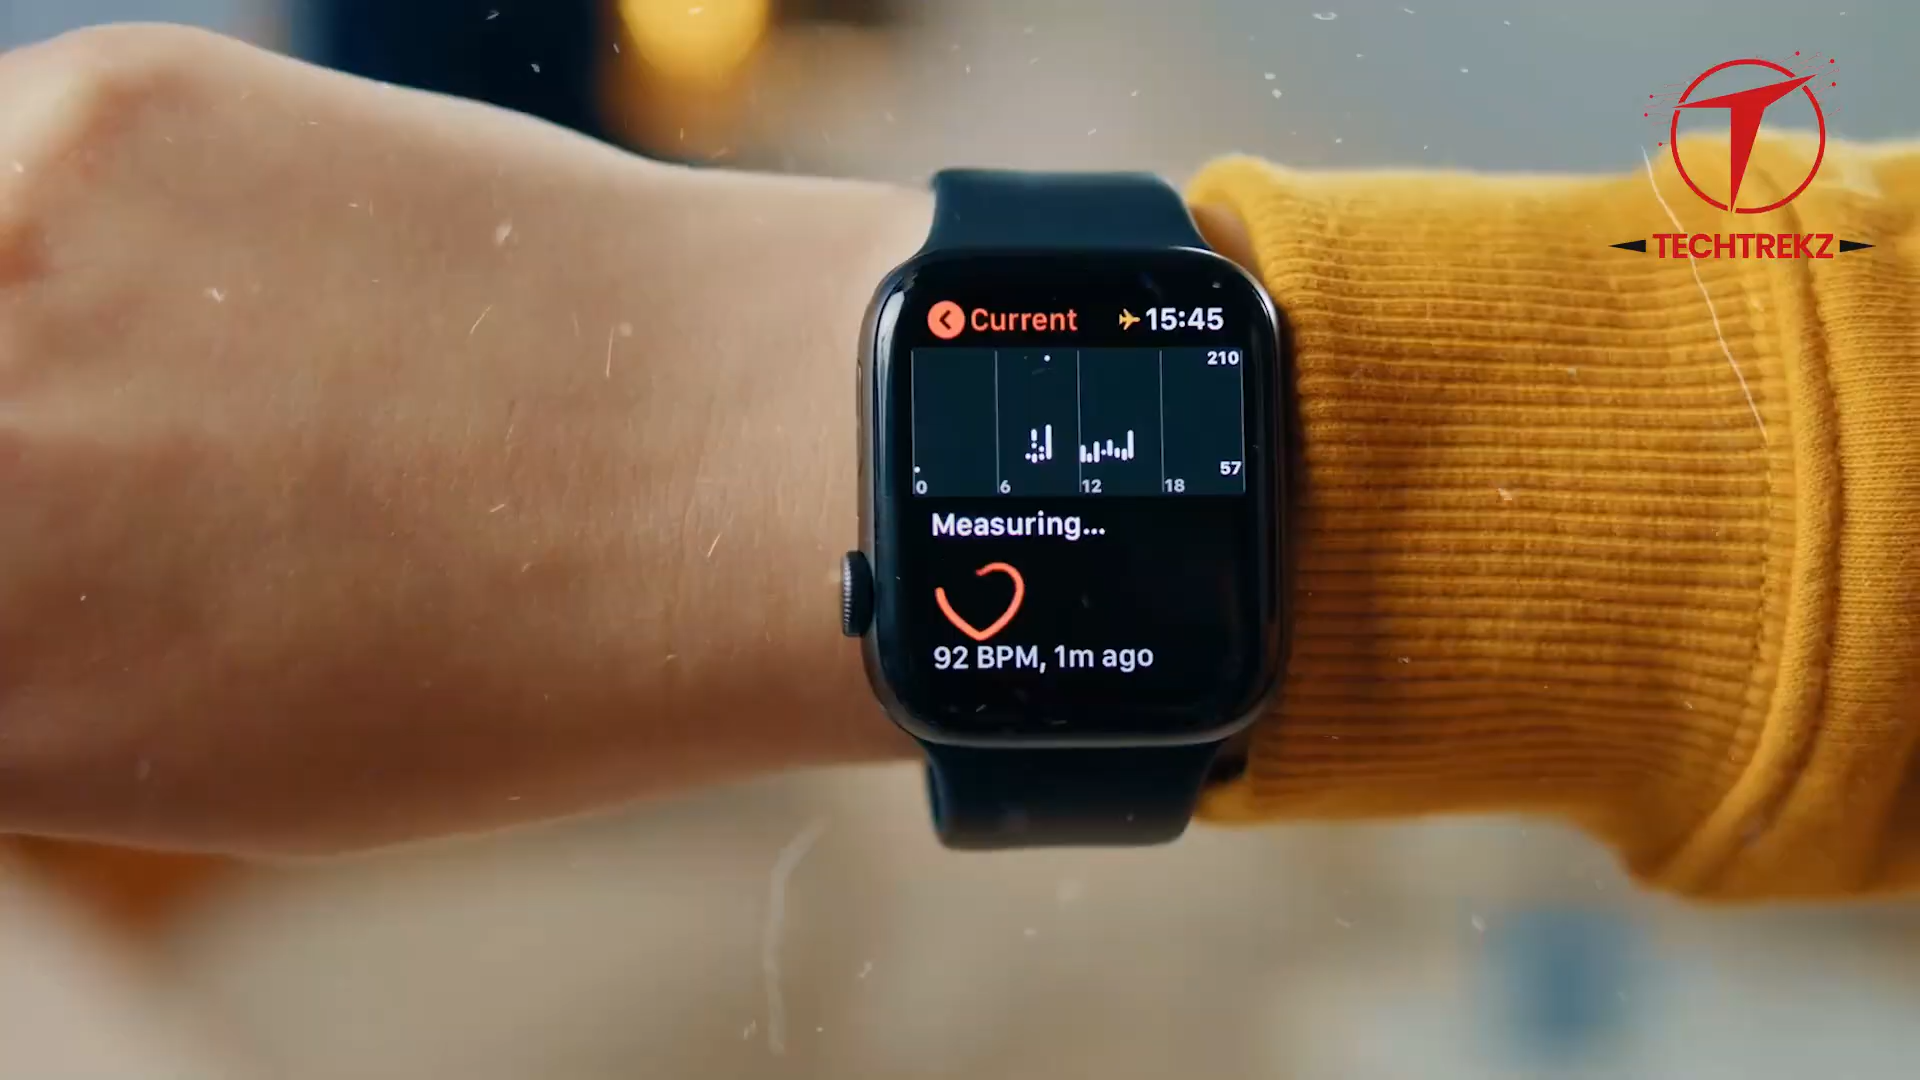 TECHTREKZ
Current 15:45
210
57
0 6 12 18
Measuring...
92 BPM, 1m ago